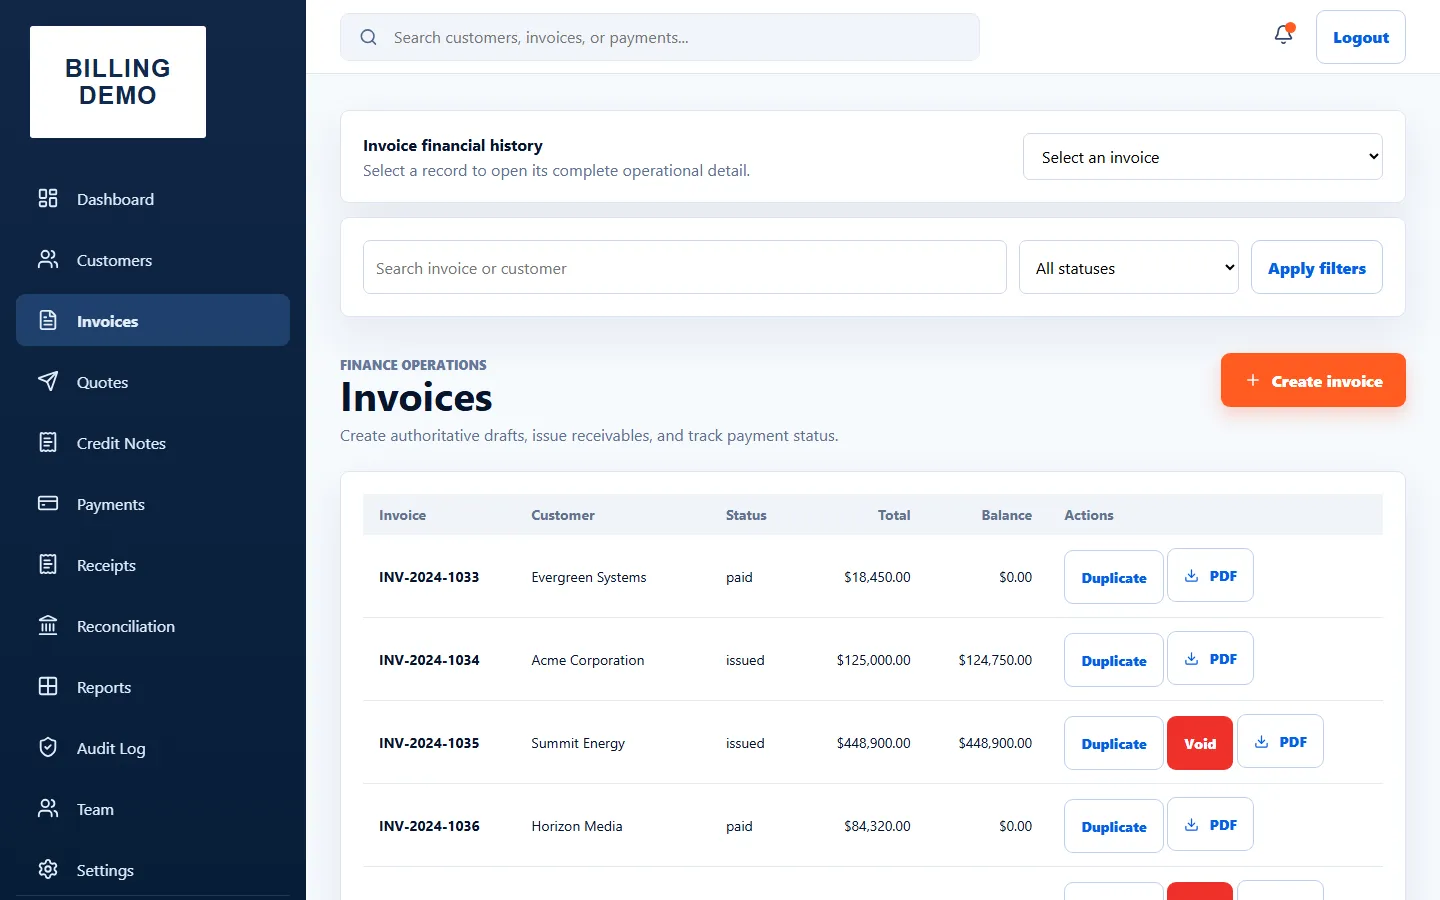 BILLING
DEMO
Search customers, invoices, or payments...
Logout
Dashboard
Customers
Invoices
Quotes
Credit Notes
Payments
Receipts
Reconciliation
Reports
Audit Log
Team
Settings
Invoice financial history
Select a record to open its complete operational detail.
Select an invoice
Search invoice or customer
All statuses
Apply filters
FINANCE OPERATIONS
Invoices
Create authoritative drafts, issue receivables, and track payment status.
+ Create invoice
Invoice Customer Status Total Balance Actions
INV-2024-1033 Evergreen Systems paid $18,450.00 $0.00 Duplicate PDF
INV-2024-1034 Acme Corporation issued $125,000.00 $124,750.00 Duplicate PDF
INV-2024-1035 Summit Energy issued $448,900.00 $448,900.00 Duplicate Void PDF
INV-2024-1036 Horizon Media paid $84,320.00 $0.00 Duplicate PDF